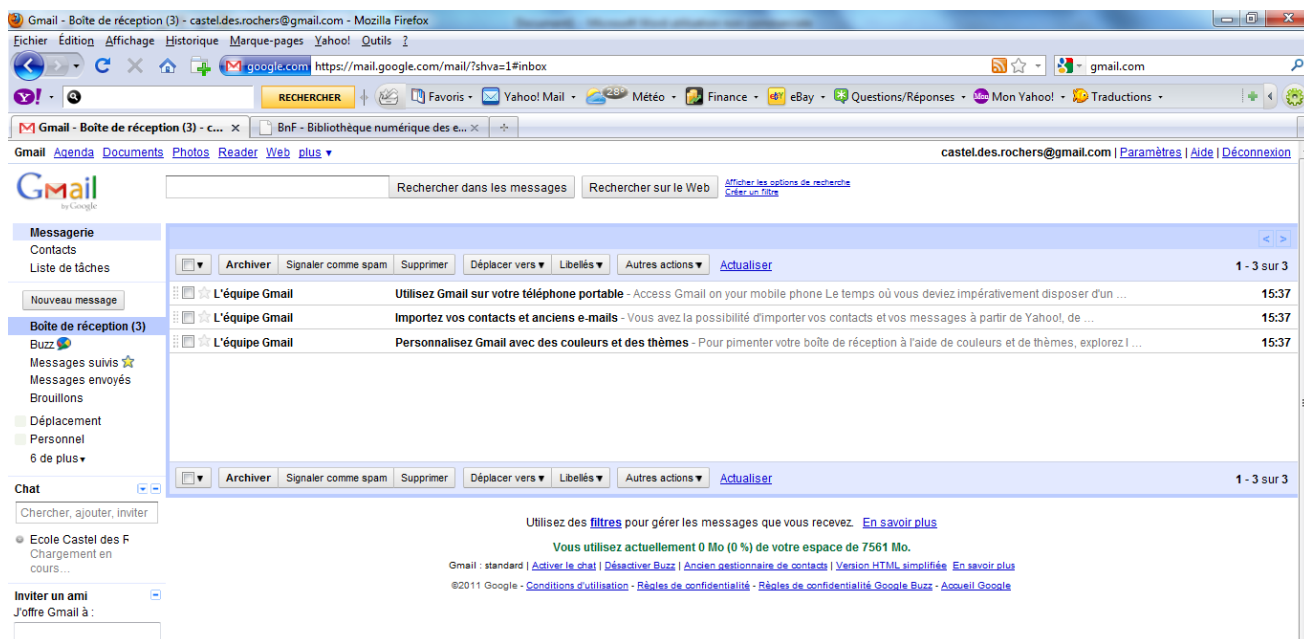 Gmail - Boîte de réception (3) - castel.des.rochers@gmail.com - Mozilla Firefox
Fichier Édition Affichage Historique Marque-pages Yahoo! Outils ?
google.com https://mail.google.com/mail/?shva=1#inbox gmail.com
Y! RECHERCHER Favoris Yahoo! Mail 28° Météo Finance eBay Questions/Réponses Mon Yahoo! Traductions
Gmail - Boîte de réception (3) - c... BnF - Bibliothèque numérique des e...
Gmail Agenda Documents Photos Reader Web plus castel.des.rochers@gmail.com | Paramètres | Aide | Déconnexion
Gmail by Google
Rechercher dans les messages Rechercher sur le Web Afficher les options de recherche
Créer un filtre
Messagerie
Contacts
Liste de tâches
Nouveau message
Boîte de réception (3)
Buzz
Messages suivis
Messages envoyés
Brouillons
Déplacement
Personnel
6 de plus
Chat
Chercher, ajouter, inviter
Ecole Castel des R
Chargement en
cours...
Inviter un ami
J'offre Gmail à :
< >
Archiver Signaler comme spam Supprimer Déplacer vers Libellés Autres actions Actualiser 1 - 3 sur 3
L'équipe Gmail Utilisez Gmail sur votre téléphone portable - Access Gmail on your mobile phone Le temps où vous deviez impérativement disposer d'un ... 15:37
L'équipe Gmail Importez vos contacts et anciens e-mails - Vous avez la possibilité d'importer vos contacts et vos messages à partir de Yahoo!, de ... 15:37
L'équipe Gmail Personnalisez Gmail avec des couleurs et des thèmes - Pour pimenter votre boîte de réception à l'aide de couleurs et de thèmes, explorez l ... 15:37
Archiver Signaler comme spam Supprimer Déplacer vers Libellés Autres actions Actualiser 1 - 3 sur 3
Utilisez des filtres pour gérer les messages que vous recevez. En savoir plus
Vous utilisez actuellement 0 Mo (0 %) de votre espace de 7561 Mo.
Gmail : standard | Activer le chat | Désactiver Buzz | Ancien gestionnaire de contacts | Version HTML simplifiée En savoir plus
©2011 Google - Conditions d'utilisation - Règles de confidentialité - Règles de confidentialité Google Buzz - Accueil Google